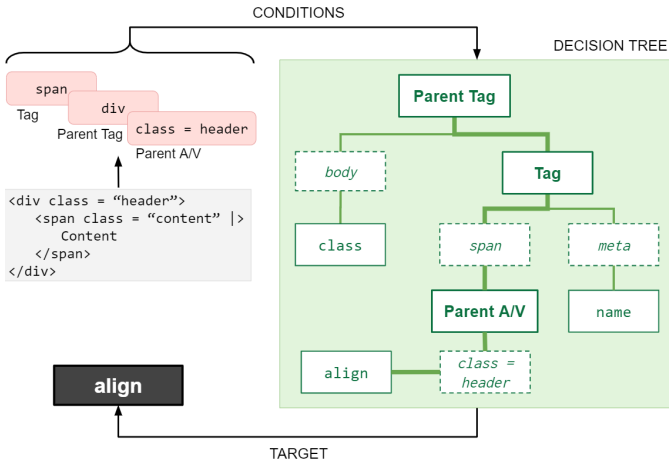 CONDITIONS
DECISION TREE
span
Tag
div
Parent Tag
class = header
Parent A/V
<div class = “header”>
<span class = “content” |>
Content
</span>
</div>
Parent Tag
body
Tag
class
span
meta
Parent A/V
name
align
class =
header
align
TARGET